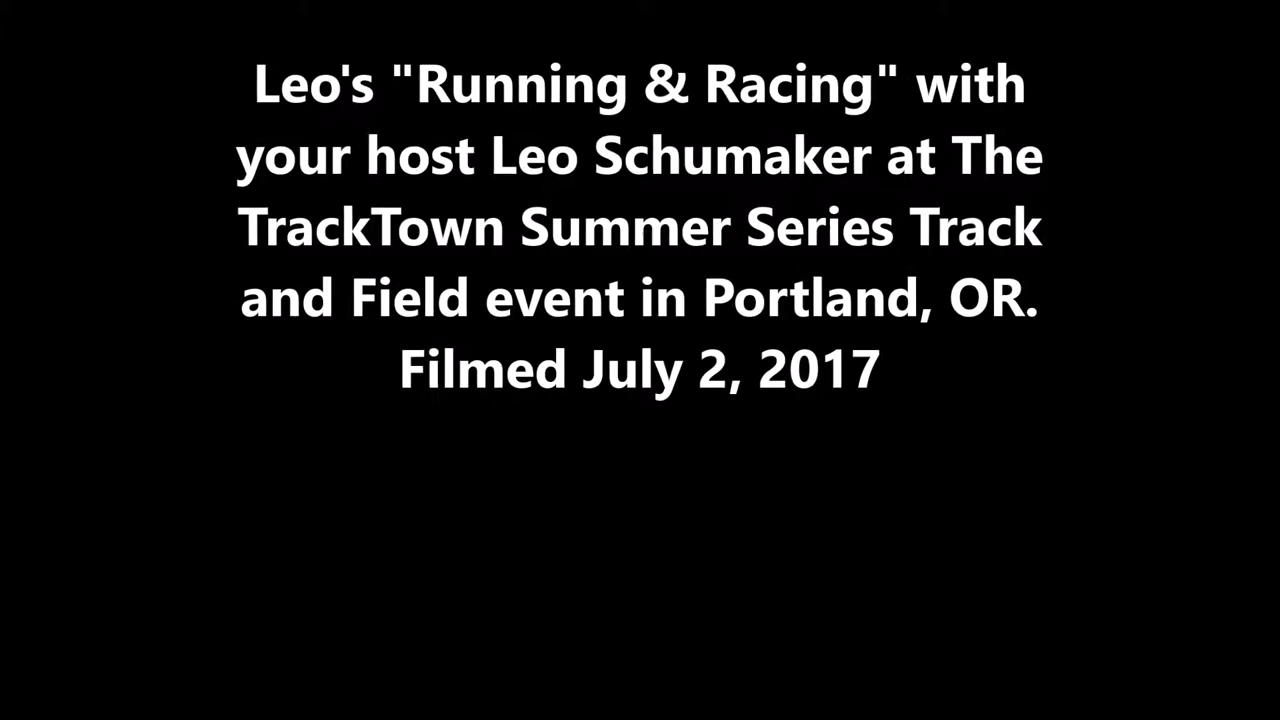 Leo's "Running & Racing" with
your host Leo Schumaker at The
TrackTown Summer Series Track
and Field event in Portland, OR.
Filmed July 2, 2017